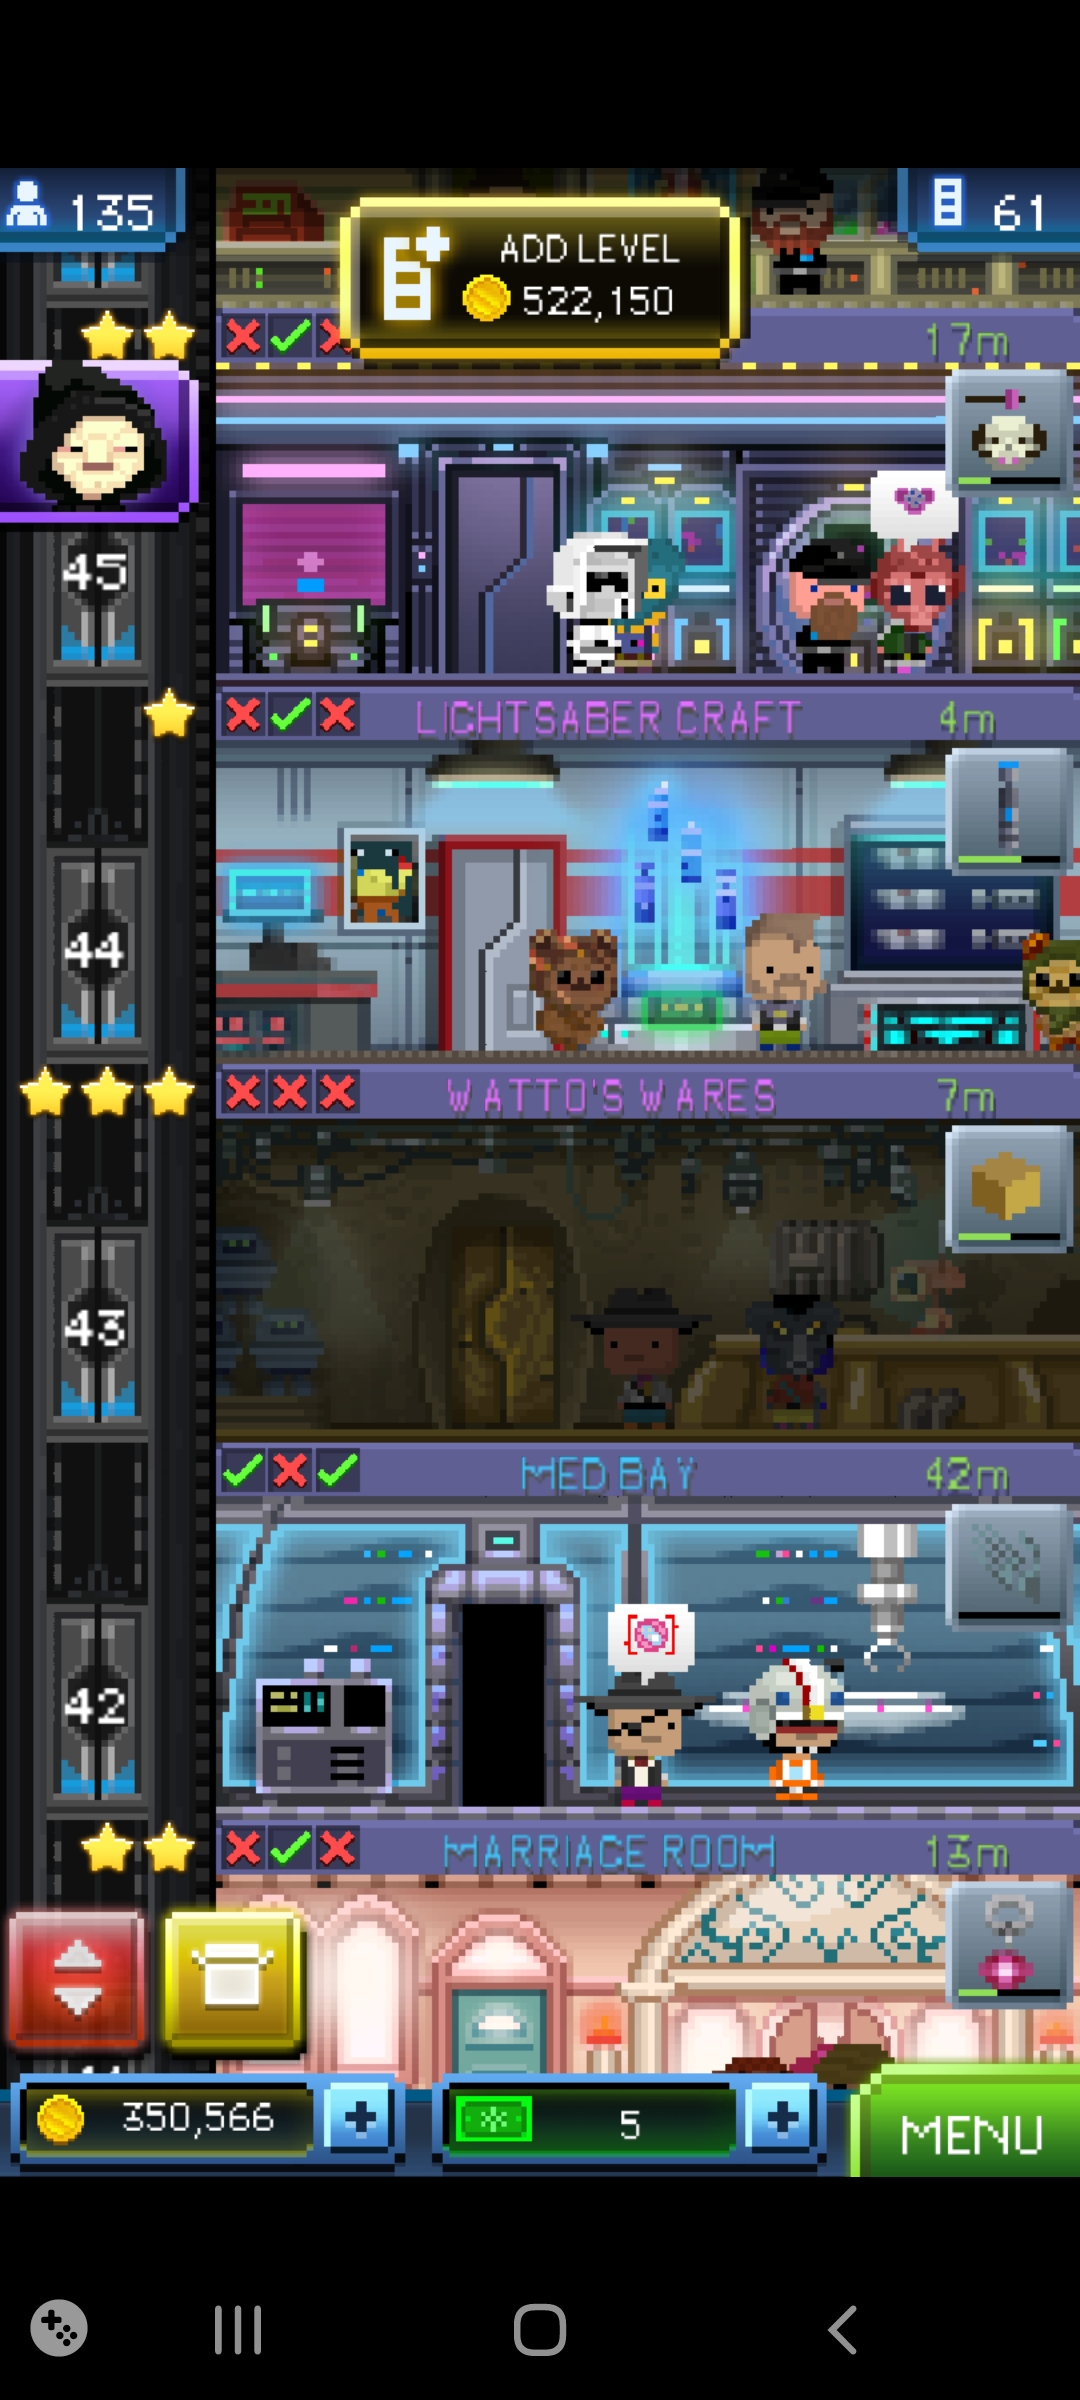 135
ADD LEVEL
522,150
61
17m
45
LIGHTSABER CRAFT
4m
44
WATTO'S WARES
7m
43
MED BAY
42m
42
MARRIAGE ROOM
13m
350,566
5
MENU